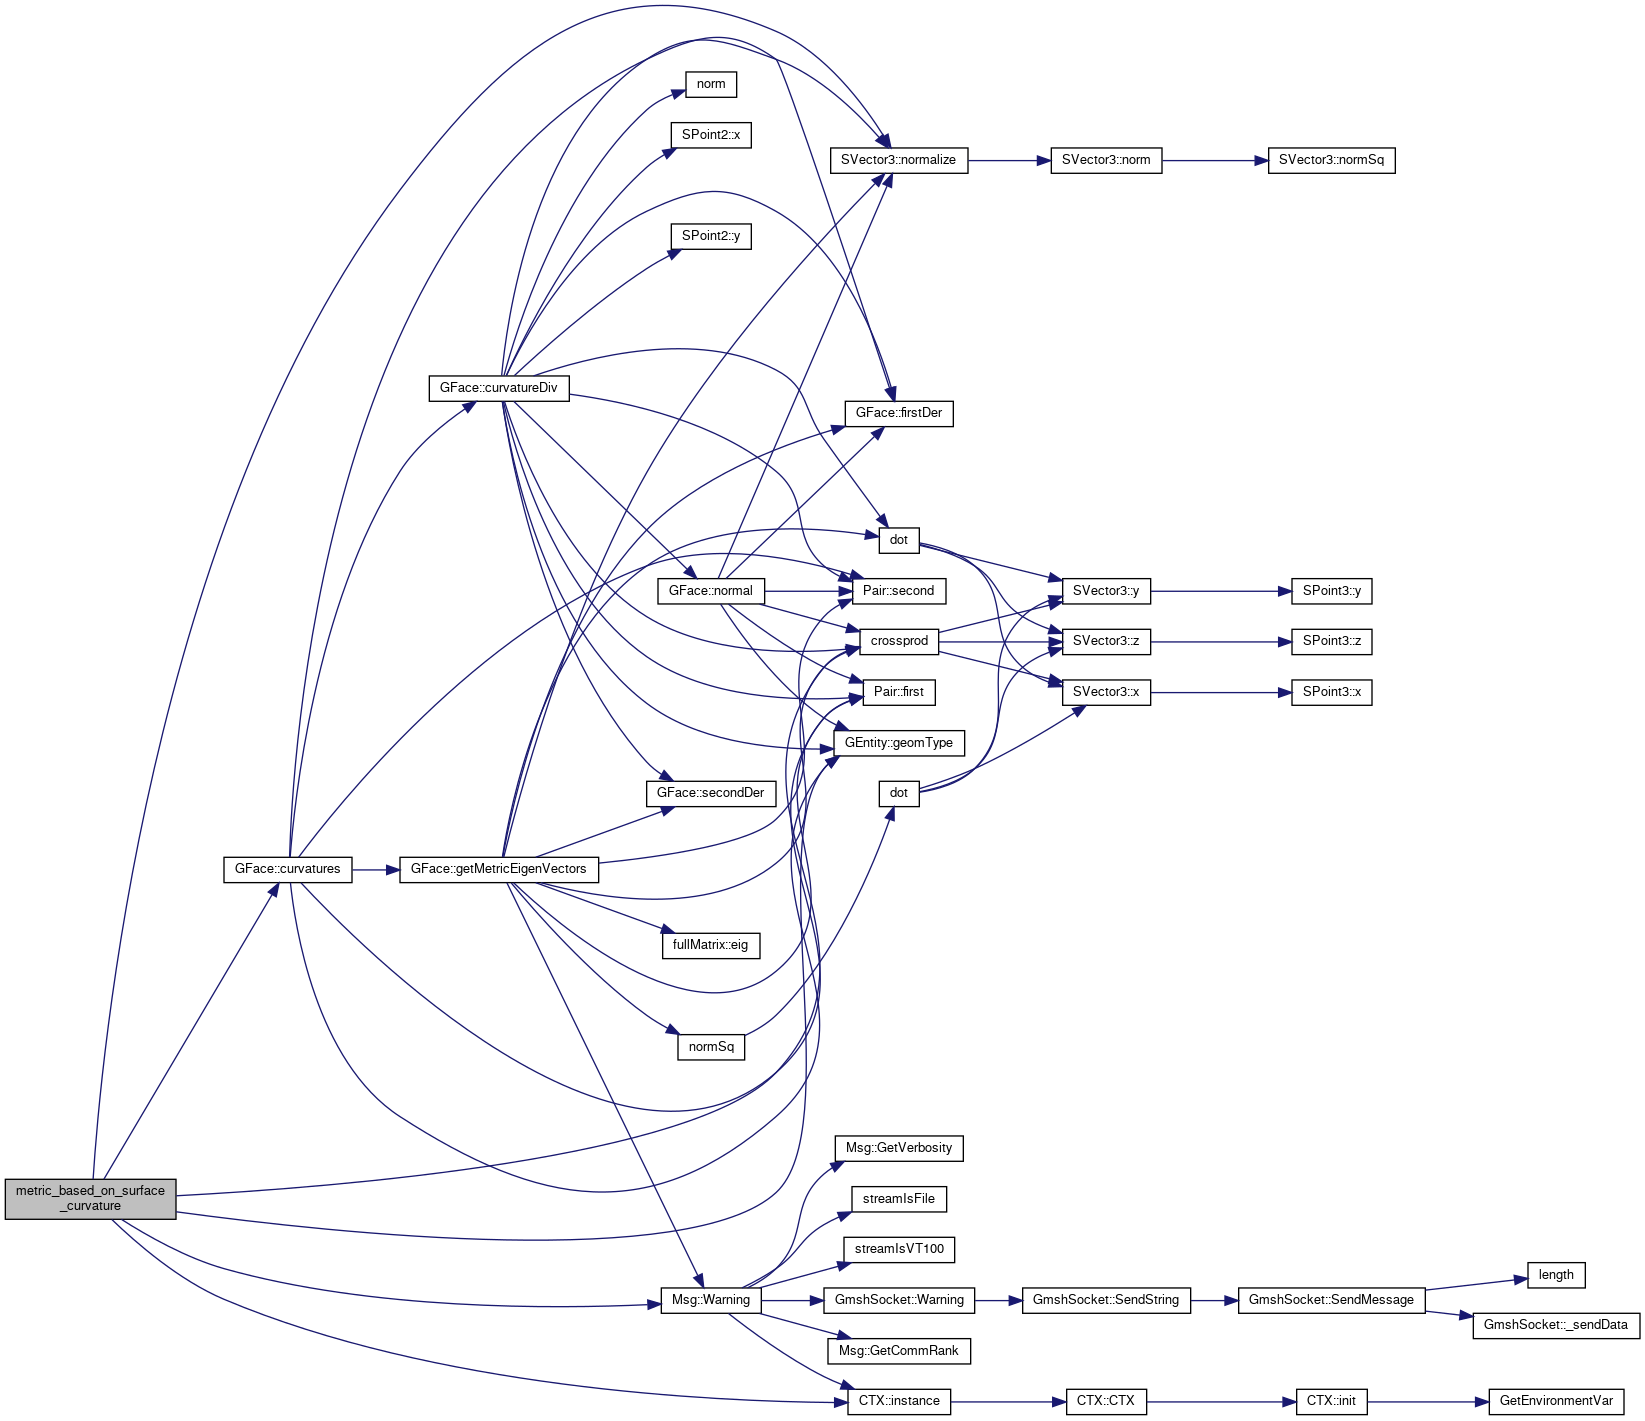 norm
SPoint2::x
SVector3::normalize
SVector3::norm
SVector3::normSq
SPoint2::y
GFace::curvatureDiv
GFace::firstDer
dot
GFace::normal
Pair::second
SVector3::y
SPoint3::y
crossprod
SVector3::z
SPoint3::z
Pair::first
SVector3::x
SPoint3::x
GEntity::geomType
GFace::secondDer
dot
GFace::curvatures
GFace::getMetricEigenVectors
fullMatrix::eig
normSq
Msg::GetVerbosity
metric_based_on_surface
_curvature
streamIsFile
streamIsVT100
length
Msg::Warning
GmshSocket::Warning
GmshSocket::SendString
GmshSocket::SendMessage
GmshSocket::_sendData
Msg::GetCommRank
CTX::instance
CTX::CTX
CTX::init
GetEnvironmentVar